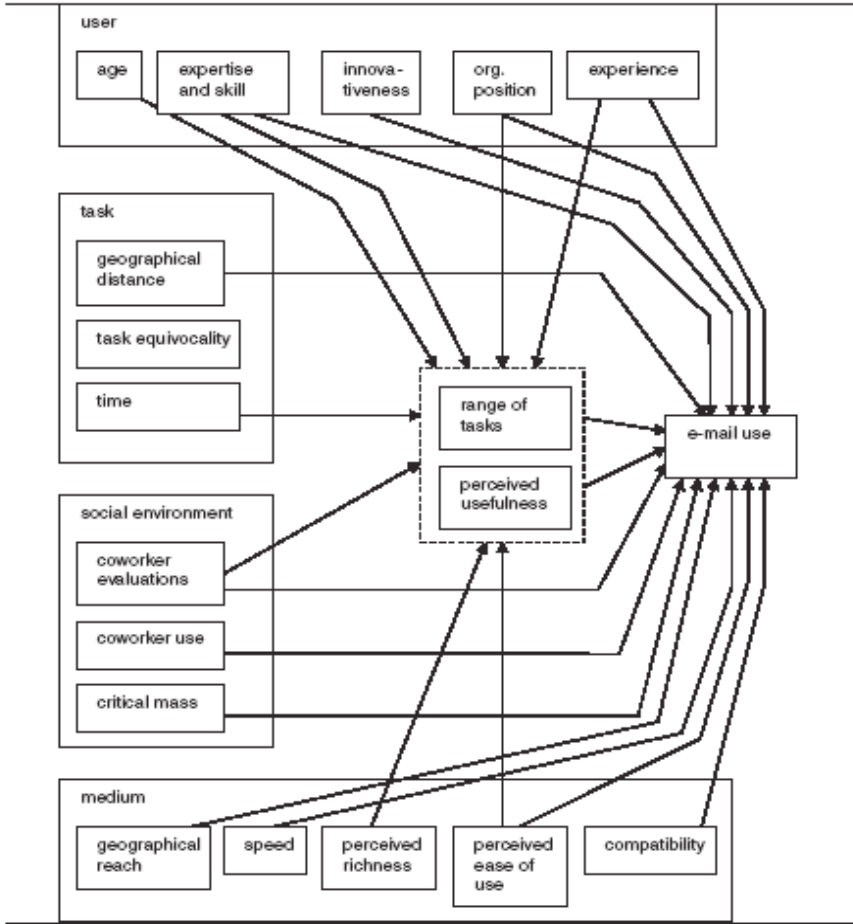 user
age
expertise
and skill
innova-
tiveness
org.
position
experience
task
geographical
distance
task equivocality
time
range of
tasks
perceived
usefulness
e-mail use
social environment
coworker
evaluations
coworker use
critical mass
medium
geographical
reach
speed
perceived
richness
perceived
ease of
use
compatibility